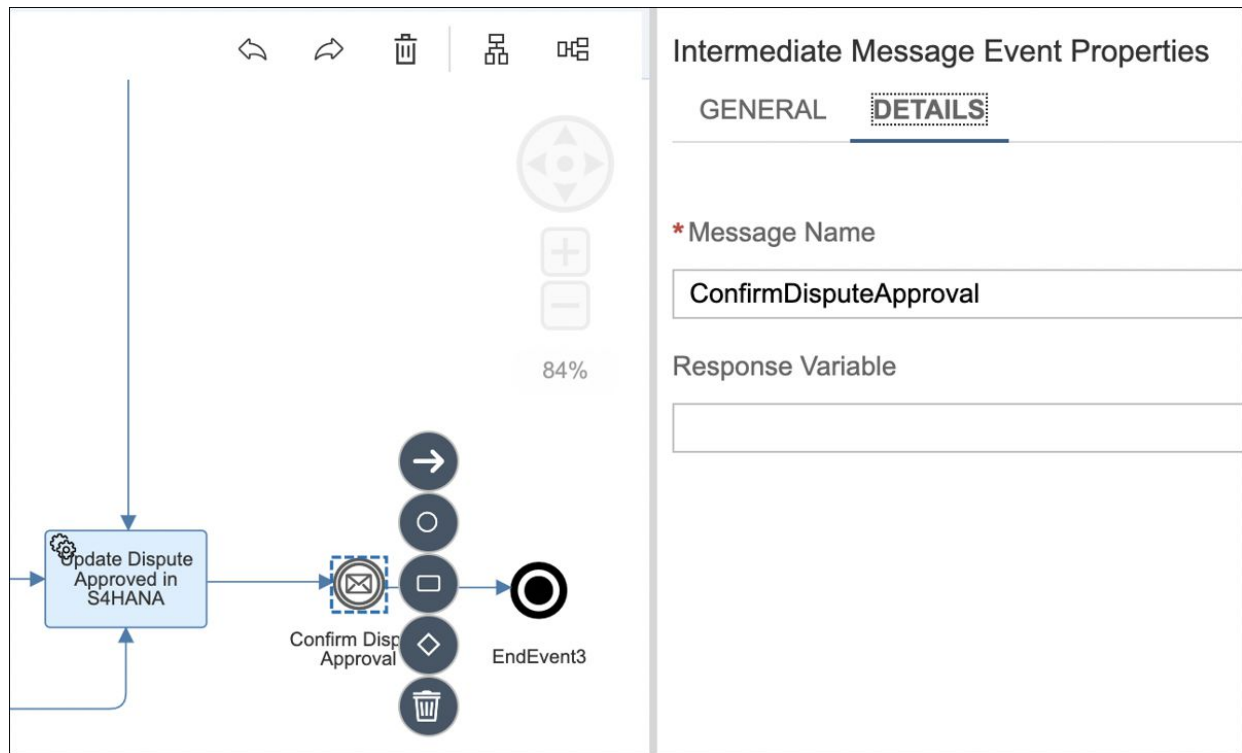 Intermediate Message Event Properties
GENERAL DETAILS
*Message Name
ConfirmDisputeApproval
Response Variable
84%
Update Dispute
Approved in
S4HANA
Confirm Disp
Approval
EndEvent3